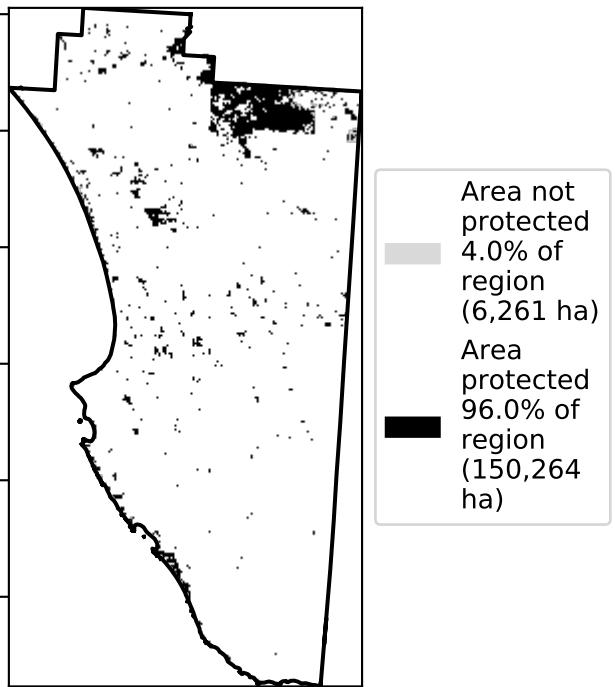 Area not
protected
4.0% of
region
(6,261 ha)
Area
protected
96.0% of
region
(150,264
ha)